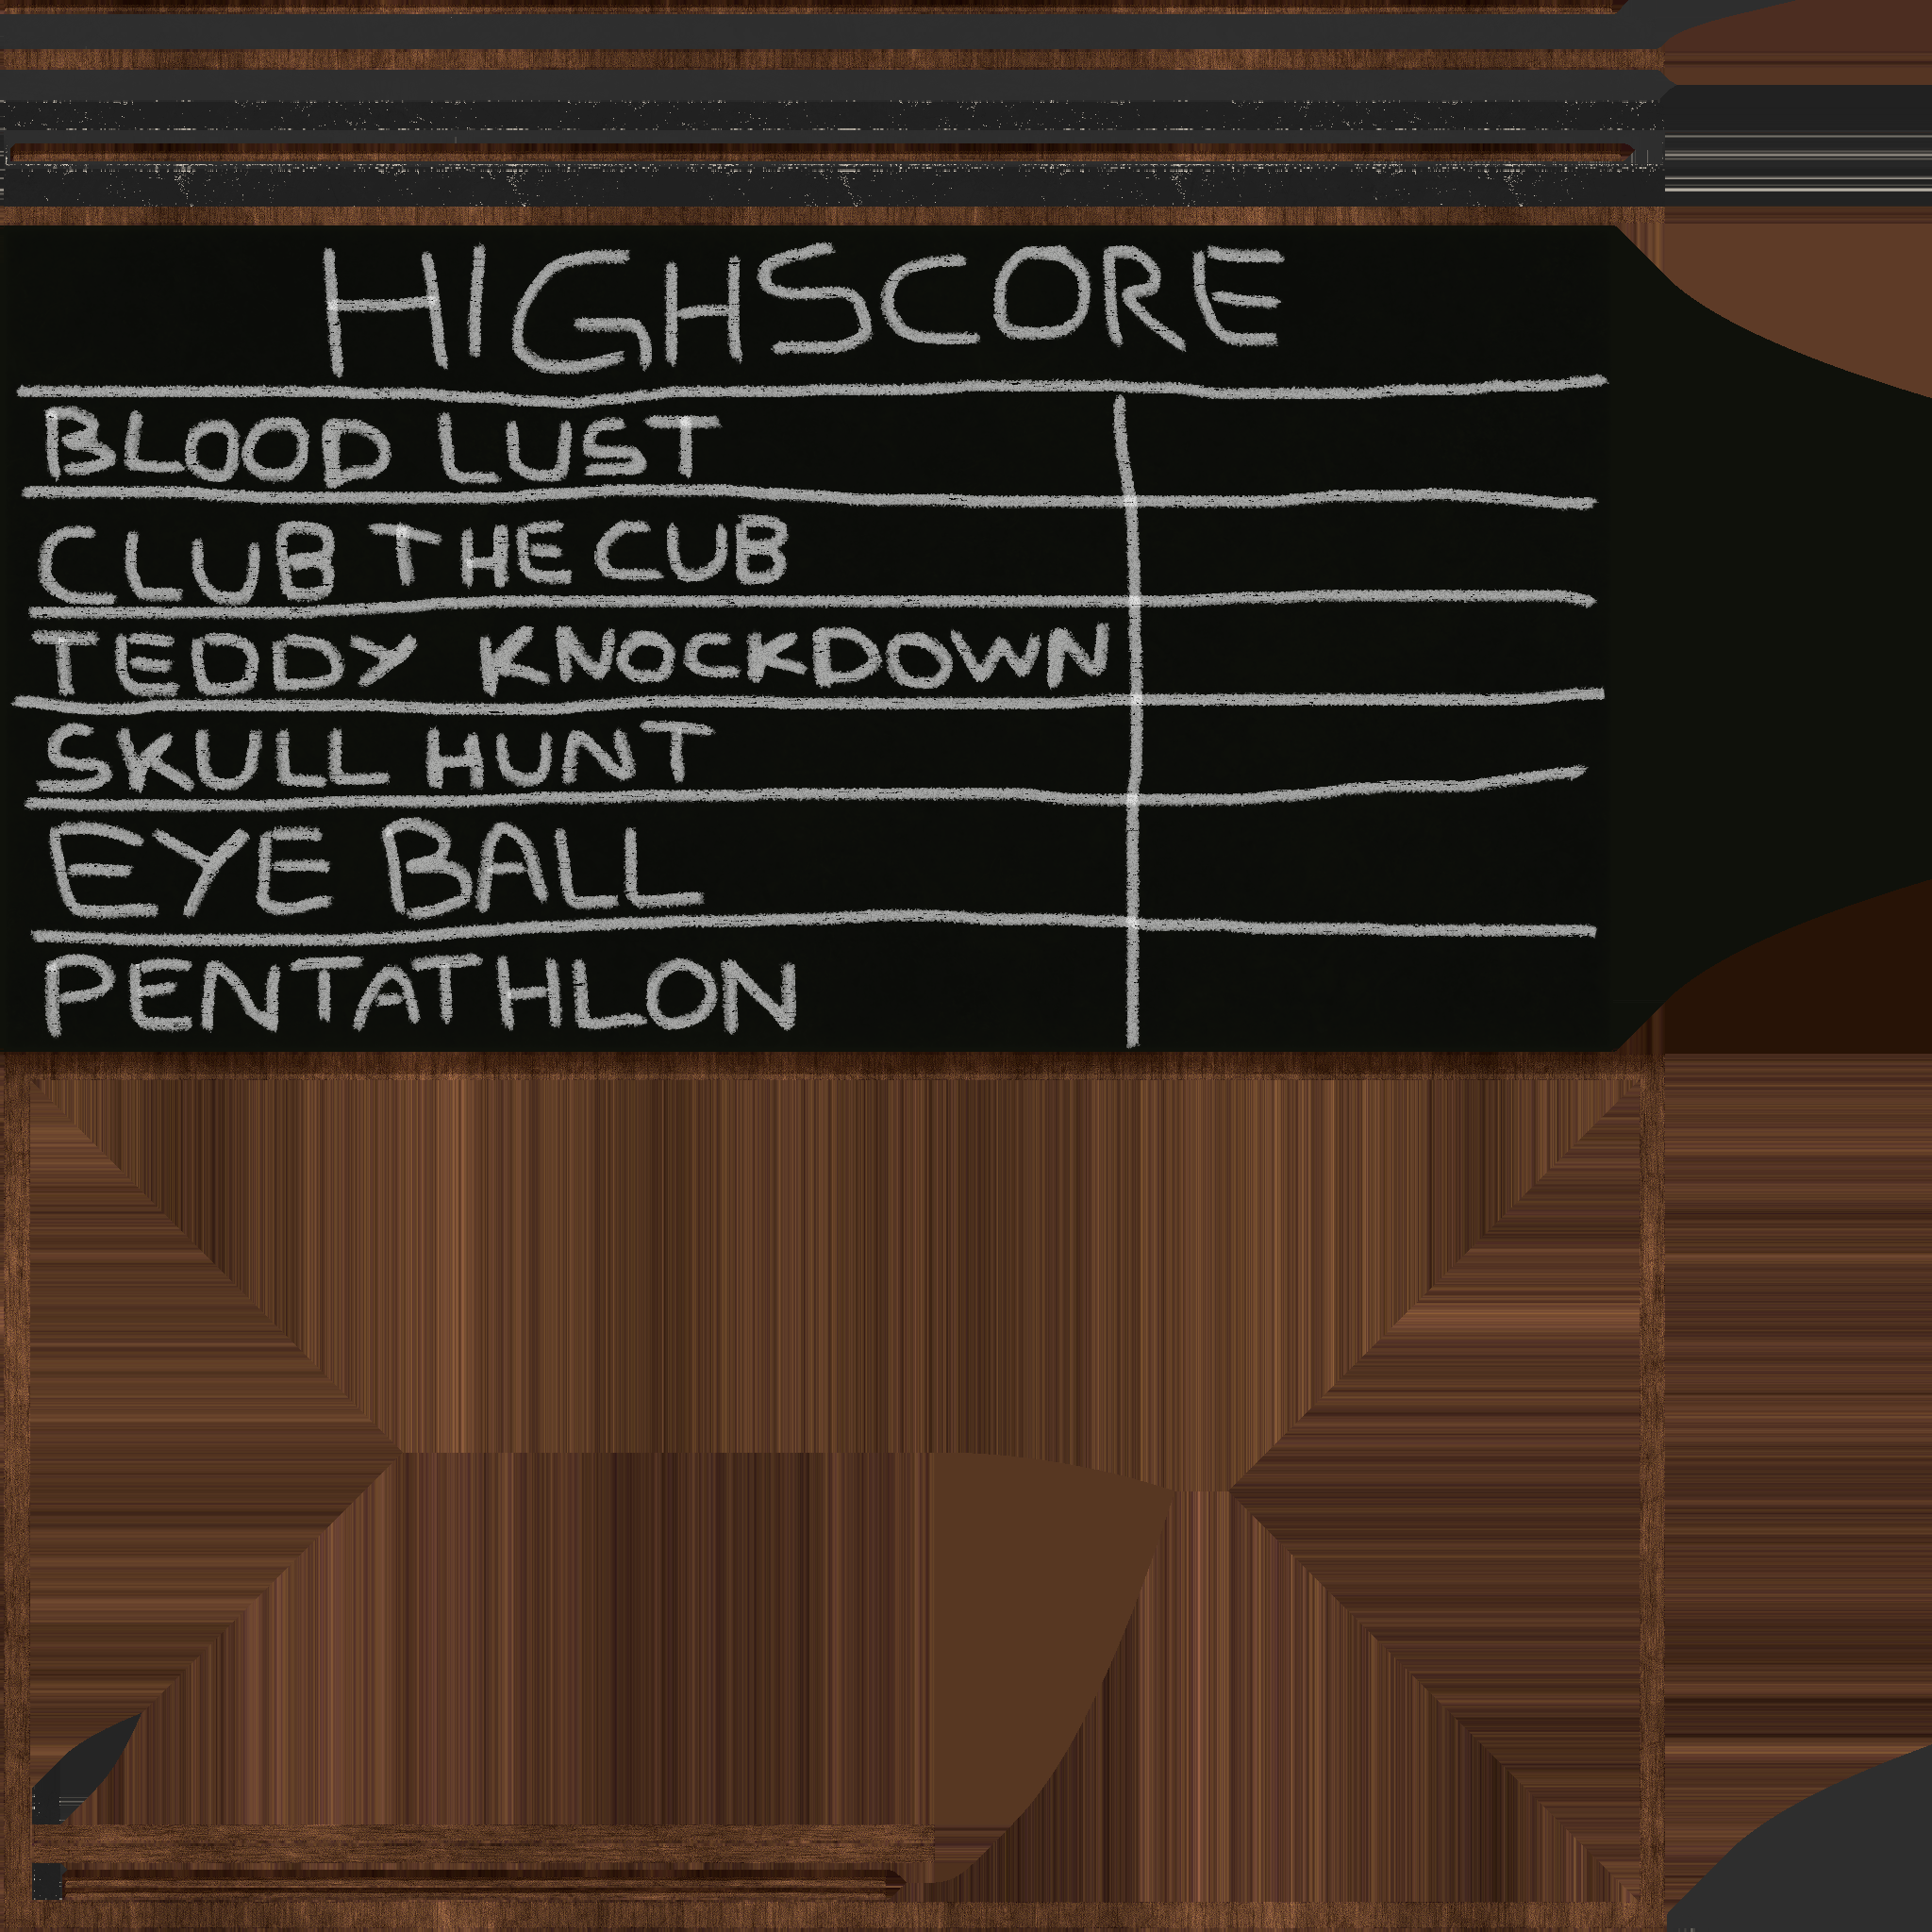 HIGHSCORE
BLOOD LUST
CLUB THE CUB
TEDDY KNOCKDOWN
SKULL HUNT
EYE BALL
PENTATHLON